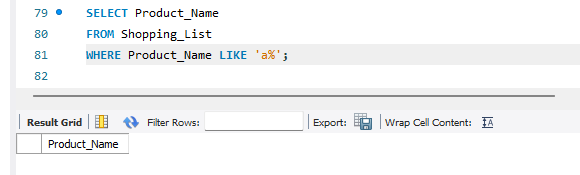 79 SELECT Product_Name
80 FROM Shopping_List
81 WHERE Product_Name LIKE 'a%';
82
Result Grid Filter Rows: Export: Wrap Cell Content: IA
Product_Name